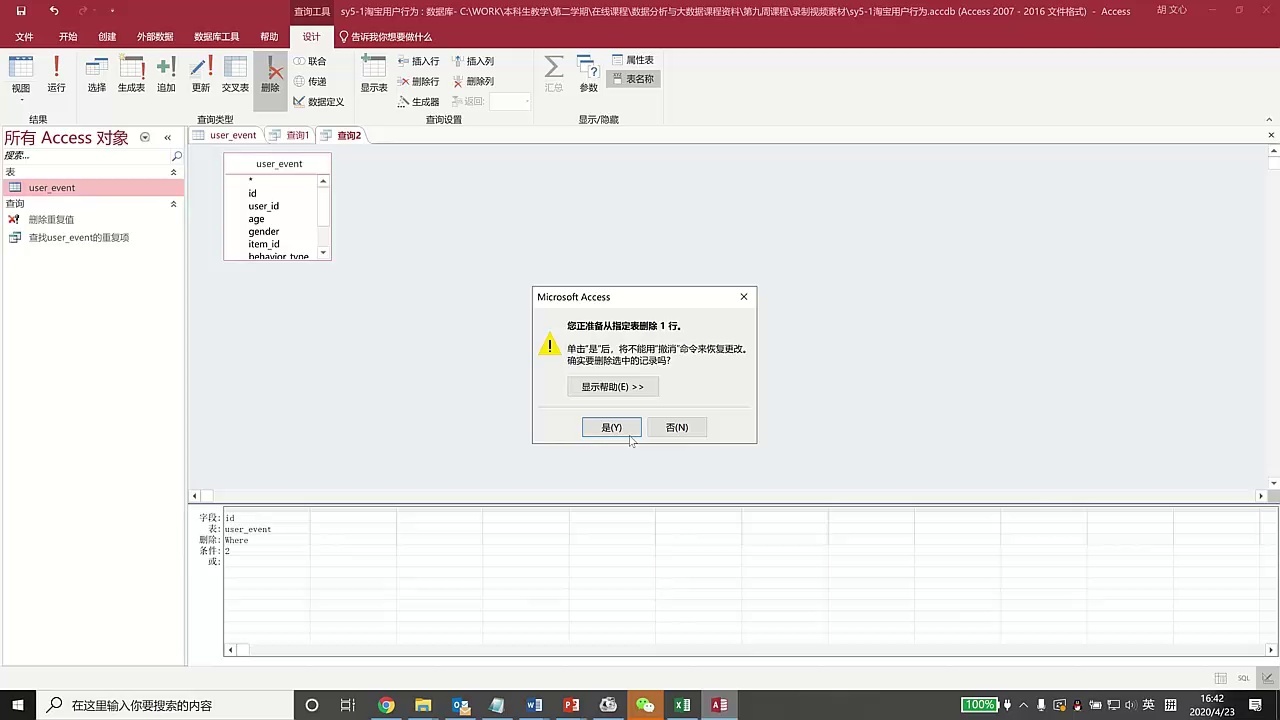 查询工具
sy5-1淘宝用户行为 : 数据库- C:\WORK\本科生教学\第二学期\在线课程\数据分析与大数据课程资料\第九周课程\录制视频素材\sy5-1淘宝用户行为.accdb (Access 2007 - 2016 文件格式) - Access
胡 文心
文件 开始 创建 外部数据 数据库工具 帮助 设计 告诉我你想要做什么
视图 运行 选择 生成表 追加 更新 交叉表 删除
联合
传递
数据定义
显示表
插入行 插入列
删除行 删除列
生成器 返回:
汇总 参数
属性表
表名称
结果 查询类型 查询设置 显示/隐藏
所有 Access 对象 «
搜索...
表
user_event
查询
删除重复值
查找user_event的重复项
user_event 查询1 查询2
user_event
*
id
user_id
age
gender
item_id
behavior_type
Microsoft Access
您正准备从指定表删除 1 行。
单击"是"后，将不能用"撤消"命令来恢复更改。
确实要删除选中的记录吗?
显示帮助(E) >>
是(Y) 否(N)
字段: id
表: user_event
删除: Where
条件: 2
或:
SQL
在这里输入你要搜索的内容
100%
英
16:42
2020/4/23